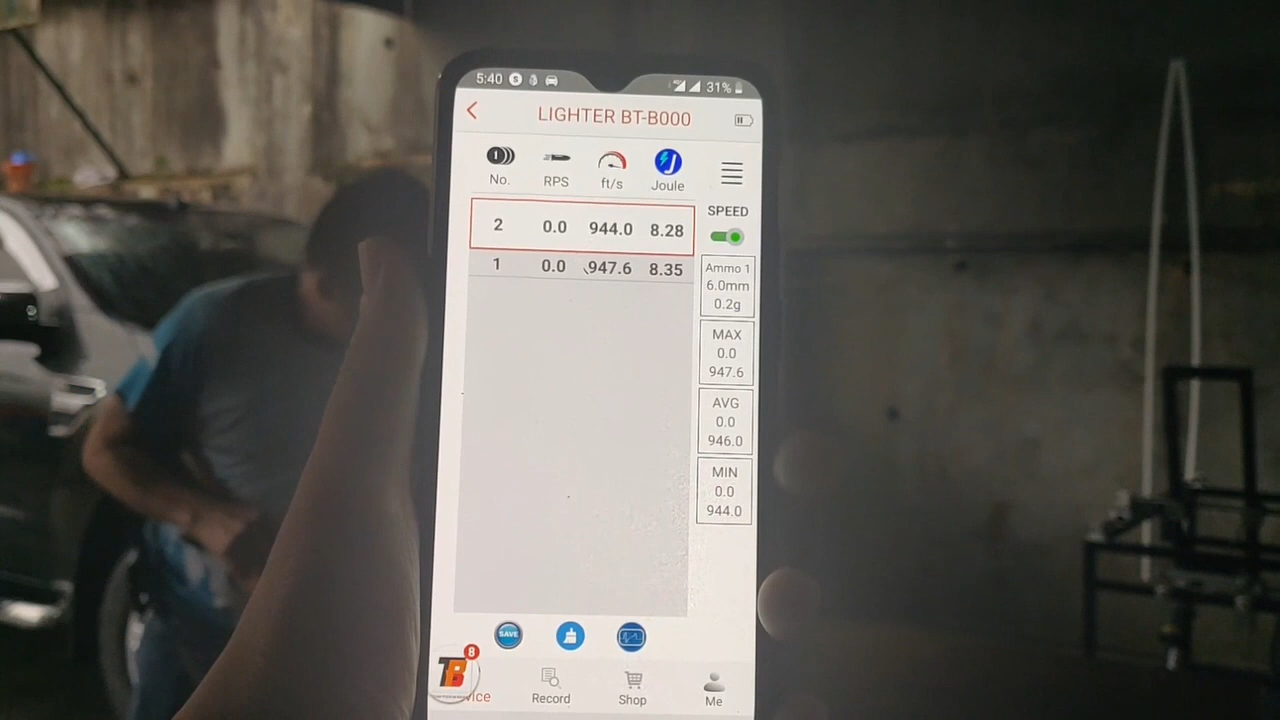 5:40 31%
LIGHTER BT-B000
No. RPS ft/s Joule
SPEED
2 0.0 944.0 8.28
1 0.0 947.6 8.35
Ammo 1
6.0mm
0.2g
MAX
0.0
947.6
AVG
0.0
946.0
MIN
0.0
944.0
SAVE
8
TB
vice Record Shop Me